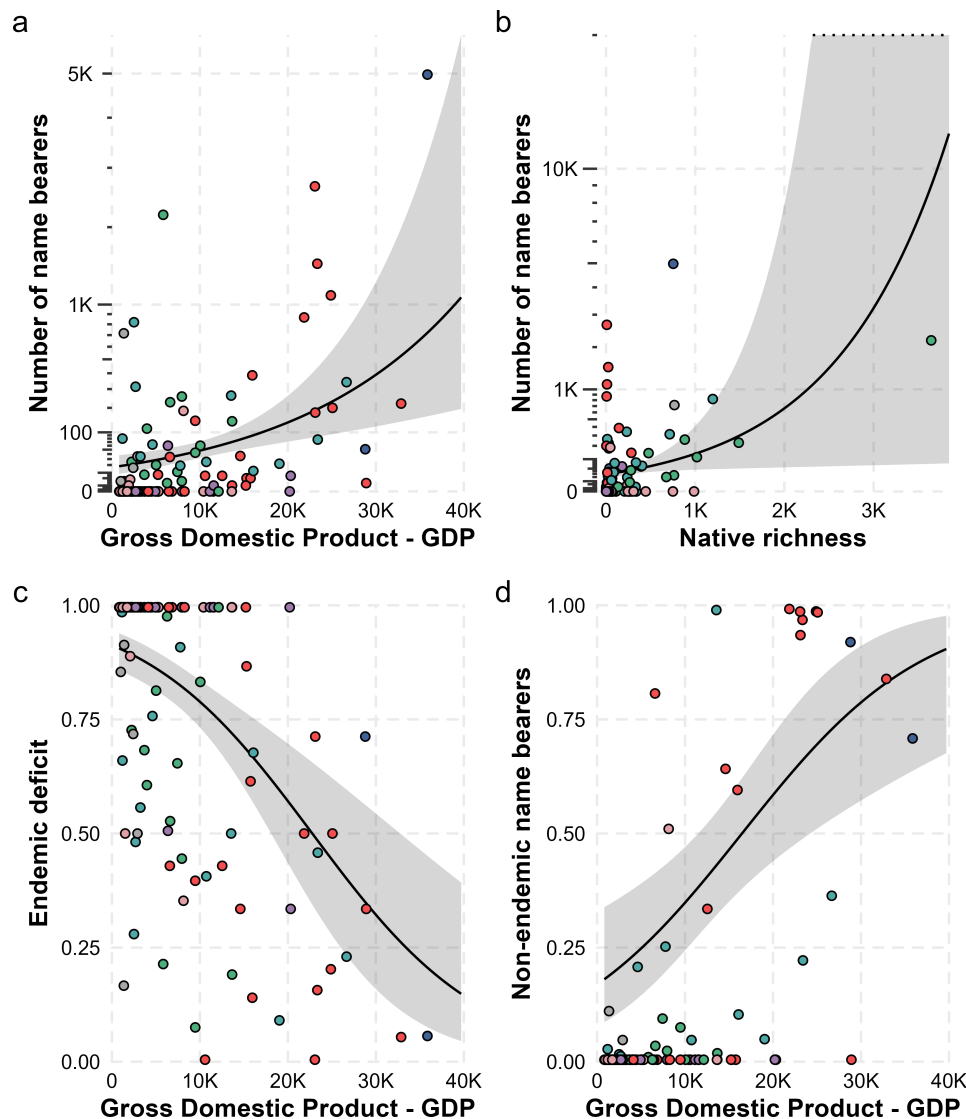 a
Number of name bearers
5K
1K
100
0
0
10K
20K
30K
40K
Gross Domestic Product - GDP
b
Number of name bearers
10K
1K
0
0
1K
2K
3K
Native richness
c
Endemic deficit
1.00
0.75
0.50
0.25
0.00
0
10K
20K
30K
40K
Gross Domestic Product - GDP
d
Non-endemic name bearers
1.00
0.75
0.50
0.25
0.00
0
10K
20K
30K
40K
Gross Domestic Product - GDP